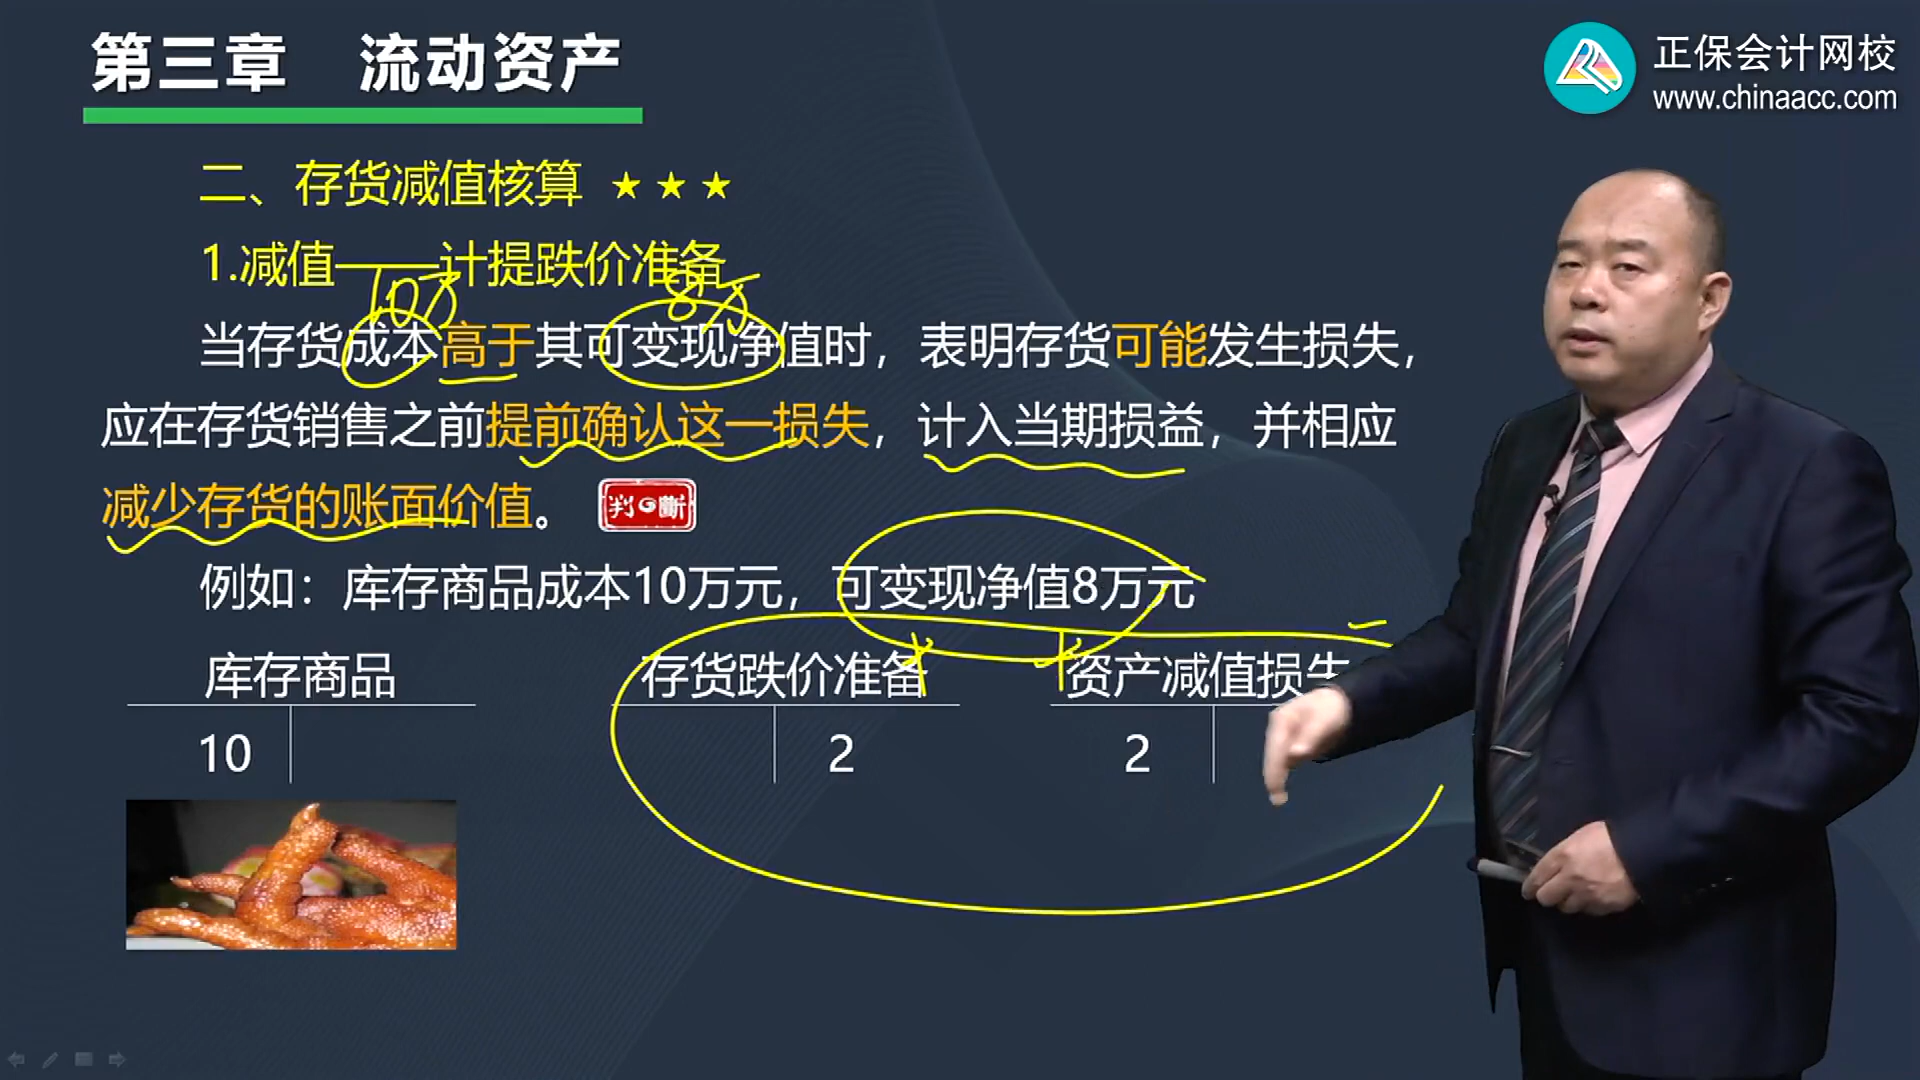 第三章 流动资产
正保会计网校
www.chinaacc.com
二、存货减值核算 ★★★
1.减值——计提跌价准备
10万 8万
当存货成本高于其可变现净值时，表明存货可能发生损失，
应在存货销售之前提前确认这一损失，计入当期损益，并相应
减少存货的账面价值。 判断
例如：库存商品成本10万元，可变现净值8万元
库存商品 存货跌价准备 资产减值损失
10 2 2